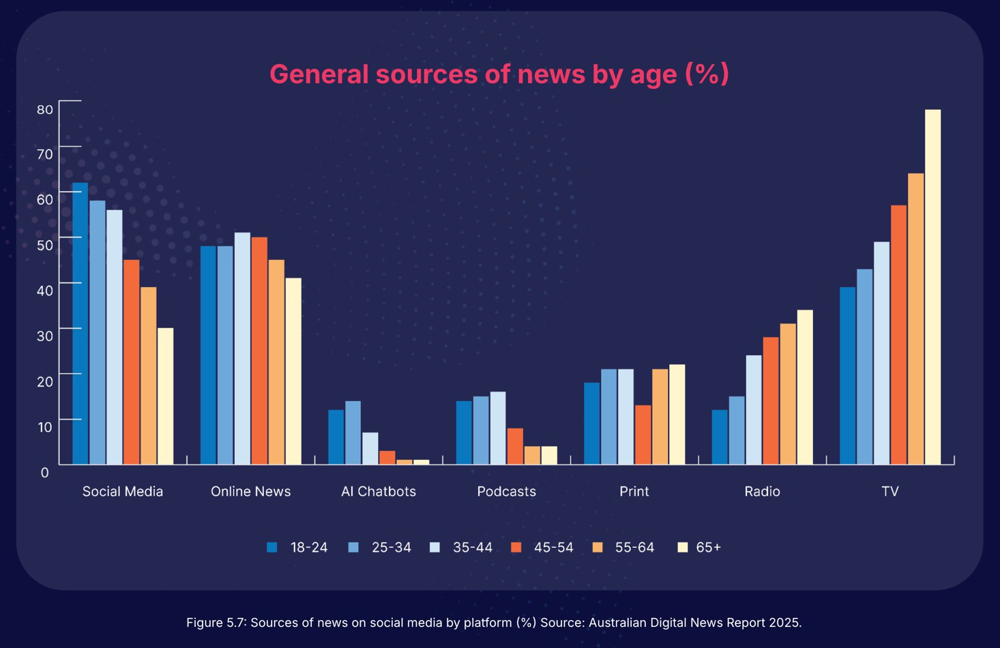 General sources of news by age (%)
80
70
60
50
40
30
20
10
0
Social Media
Online News
AI Chatbots
Podcasts
Print
Radio
TV
18-24
25-34
35-44
45-54
55-64
65+
Figure 5.7: Sources of news on social media by platform (%) Source: Australian Digital News Report 2025.